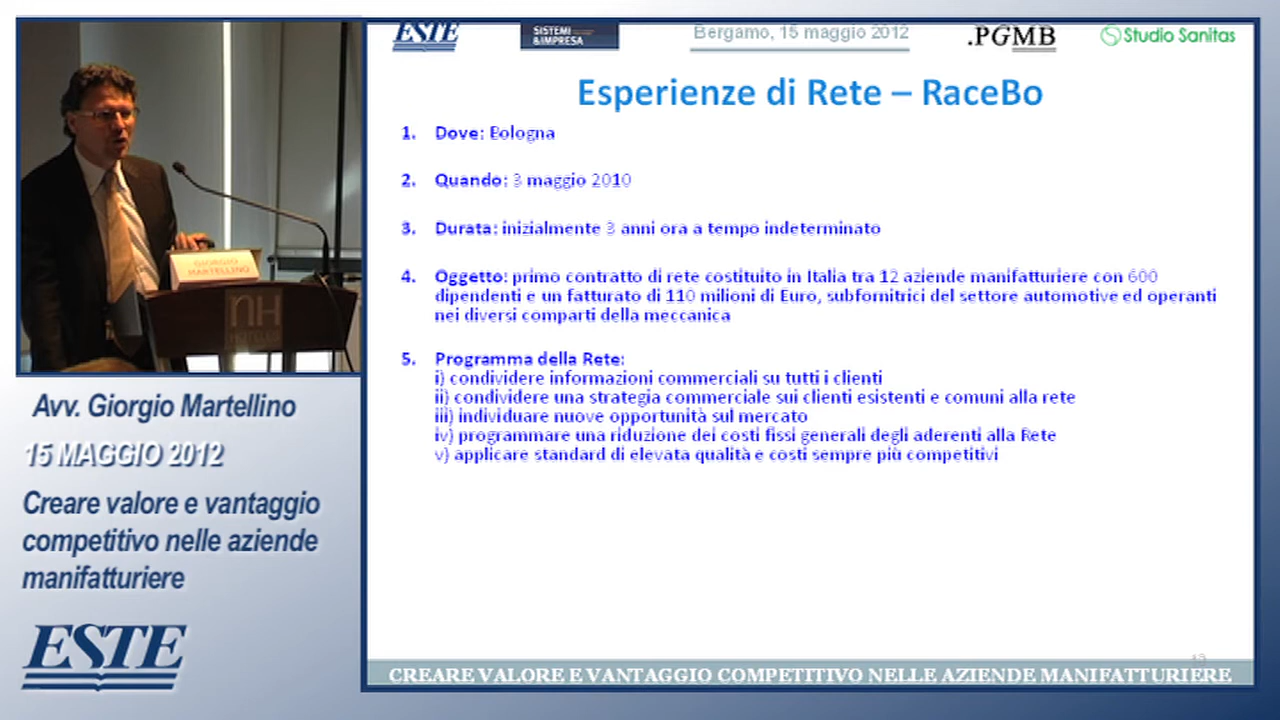 ESTE
SISTEMI
&IMPRESA
Bergamo, 15 maggio 2012
.PGMB
Studio Sanitas
Esperienze di Rete – RaceBo
1. Dove: Bologna
2. Quando: 3 maggio 2010
3. Durata: inizialmente 3 anni ora a tempo indeterminato
4. Oggetto: primo contratto di rete costituito in Italia tra 12 aziende manifatturiere con 600
dipendenti e un fatturato di 110 milioni di Euro, subfornitrici del settore automotive ed operanti
nei diversi comparti della meccanica
5. Programma della Rete:
i) condividere informazioni commerciali su tutti i clienti
ii) condividere una strategia commerciale sui clienti esistenti e comuni alla rete
iii) individuare nuove opportunità sul mercato
iv) programmare una riduzione dei costi fissi generali degli aderenti alla Rete
v) applicare standard di elevata qualità e costi sempre più competitivi
CREARE VALORE E VANTAGGIO COMPETITIVO NELLE AZIENDE MANIFATTURIERE
GIORGIO
MARTELLINO
nH
HOTELES
Avv. Giorgio Martellino
15 MAGGIO 2012
Creare valore e vantaggio
competitivo nelle aziende
manifatturiere
ESTE